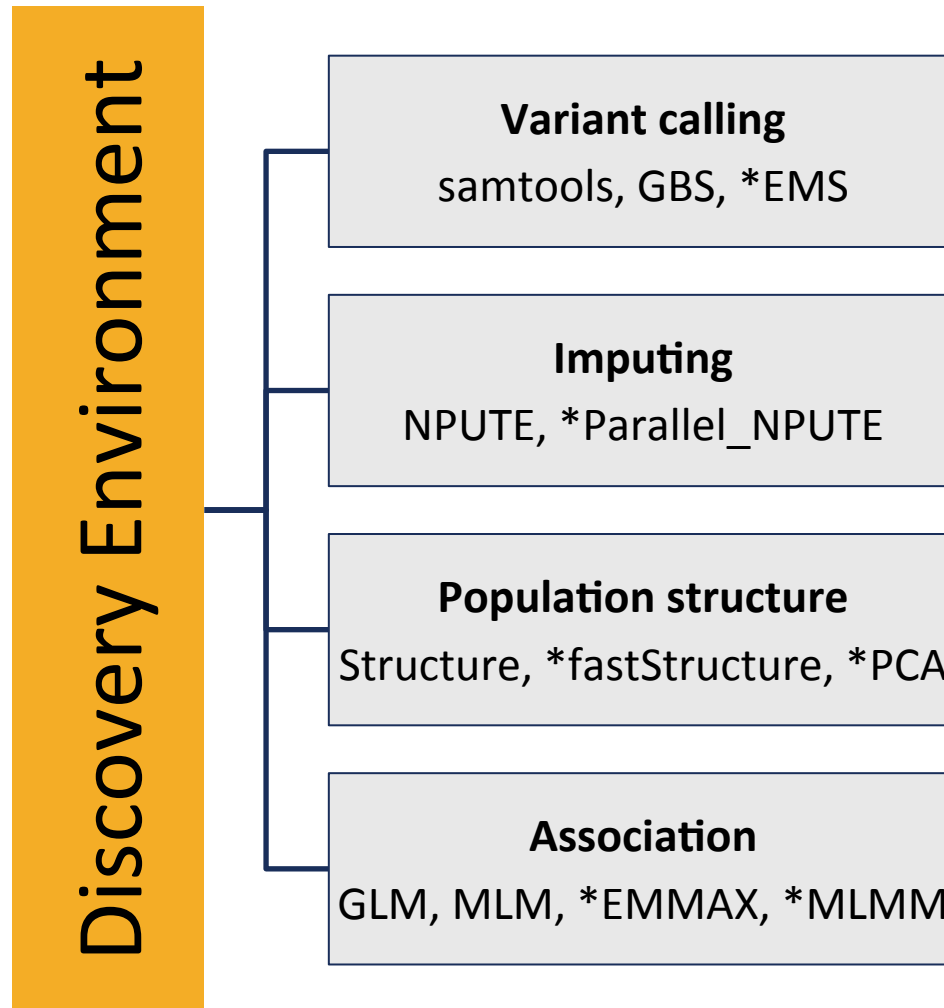 Discovery Environment
Variant calling
samtools, GBS, *EMS
Imputing
NPUTE, *Parallel_NPUTE
Population structure
Structure, *fastStructure, *PCA
Association
GLM, MLM, *EMMAX, *MLMM